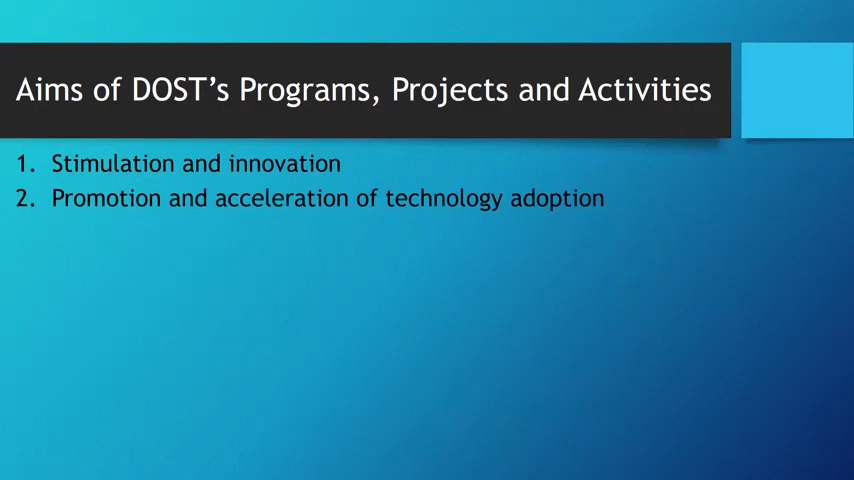 Aims of DOST’s Programs, Projects and Activities
1. Stimulation and innovation
2. Promotion and acceleration of technology adoption